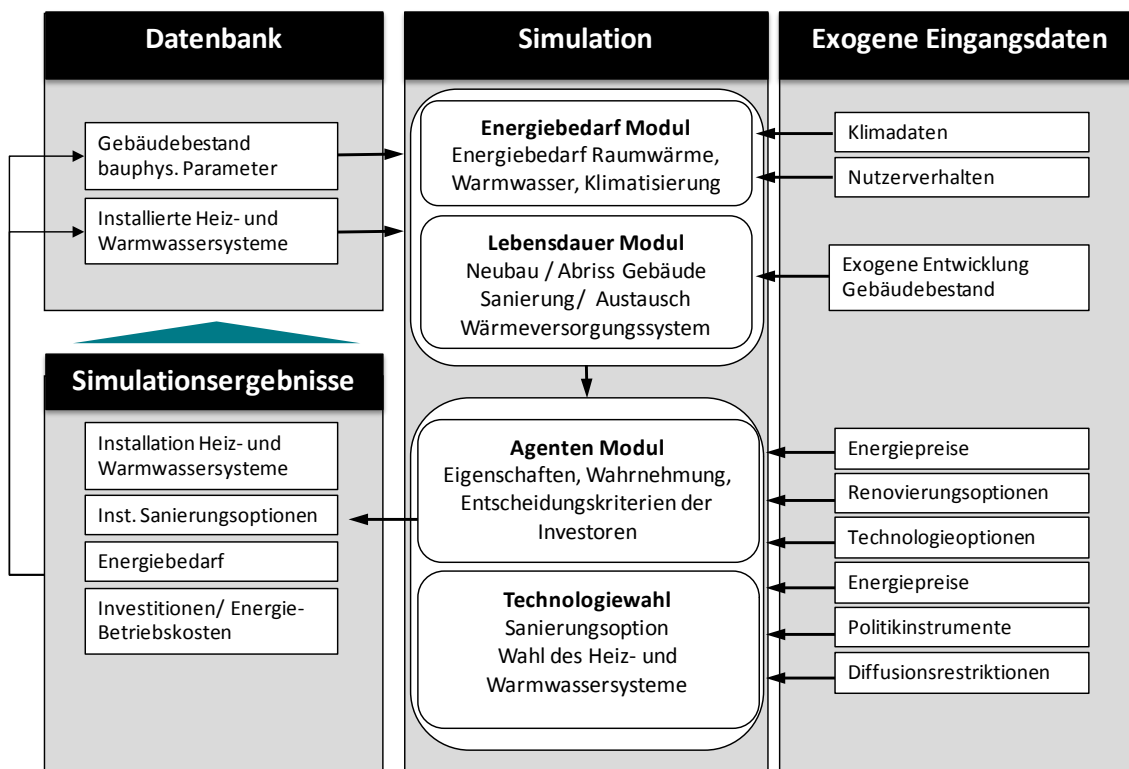 Datenbank
Gebäudebestand
bauphys. Parameter
Installierte Heiz- und
Warmwassersysteme
Simulationsergebnisse
Installation Heiz- und
Warmwassersysteme
Inst. Sanierungsoptionen
Energiebedarf
Investitionen/ Energie-
Betriebskosten
Simulation
Energiebedarf Modul
Energiebedarf Raumwärme,
Warmwasser, Klimatisierung
Lebensdauer Modul
Neubau / Abriss Gebäude
Sanierung/ Austausch
Wärmeversorgungssystem
Agenten Modul
Eigenschaften, Wahrnehmung,
Entscheidungskriterien der
Investoren
Technologiewahl
Sanierungsoption
Wahl des Heiz- und
Warmwassersysteme
Exogene Eingangsdaten
Klimadaten
Nutzerverhalten
Exogene Entwicklung
Gebäudebestand
Energiepreise
Renovierungsoptionen
Technologieoptionen
Energiepreise
Politikinstrumente
Diffusionsrestriktionen